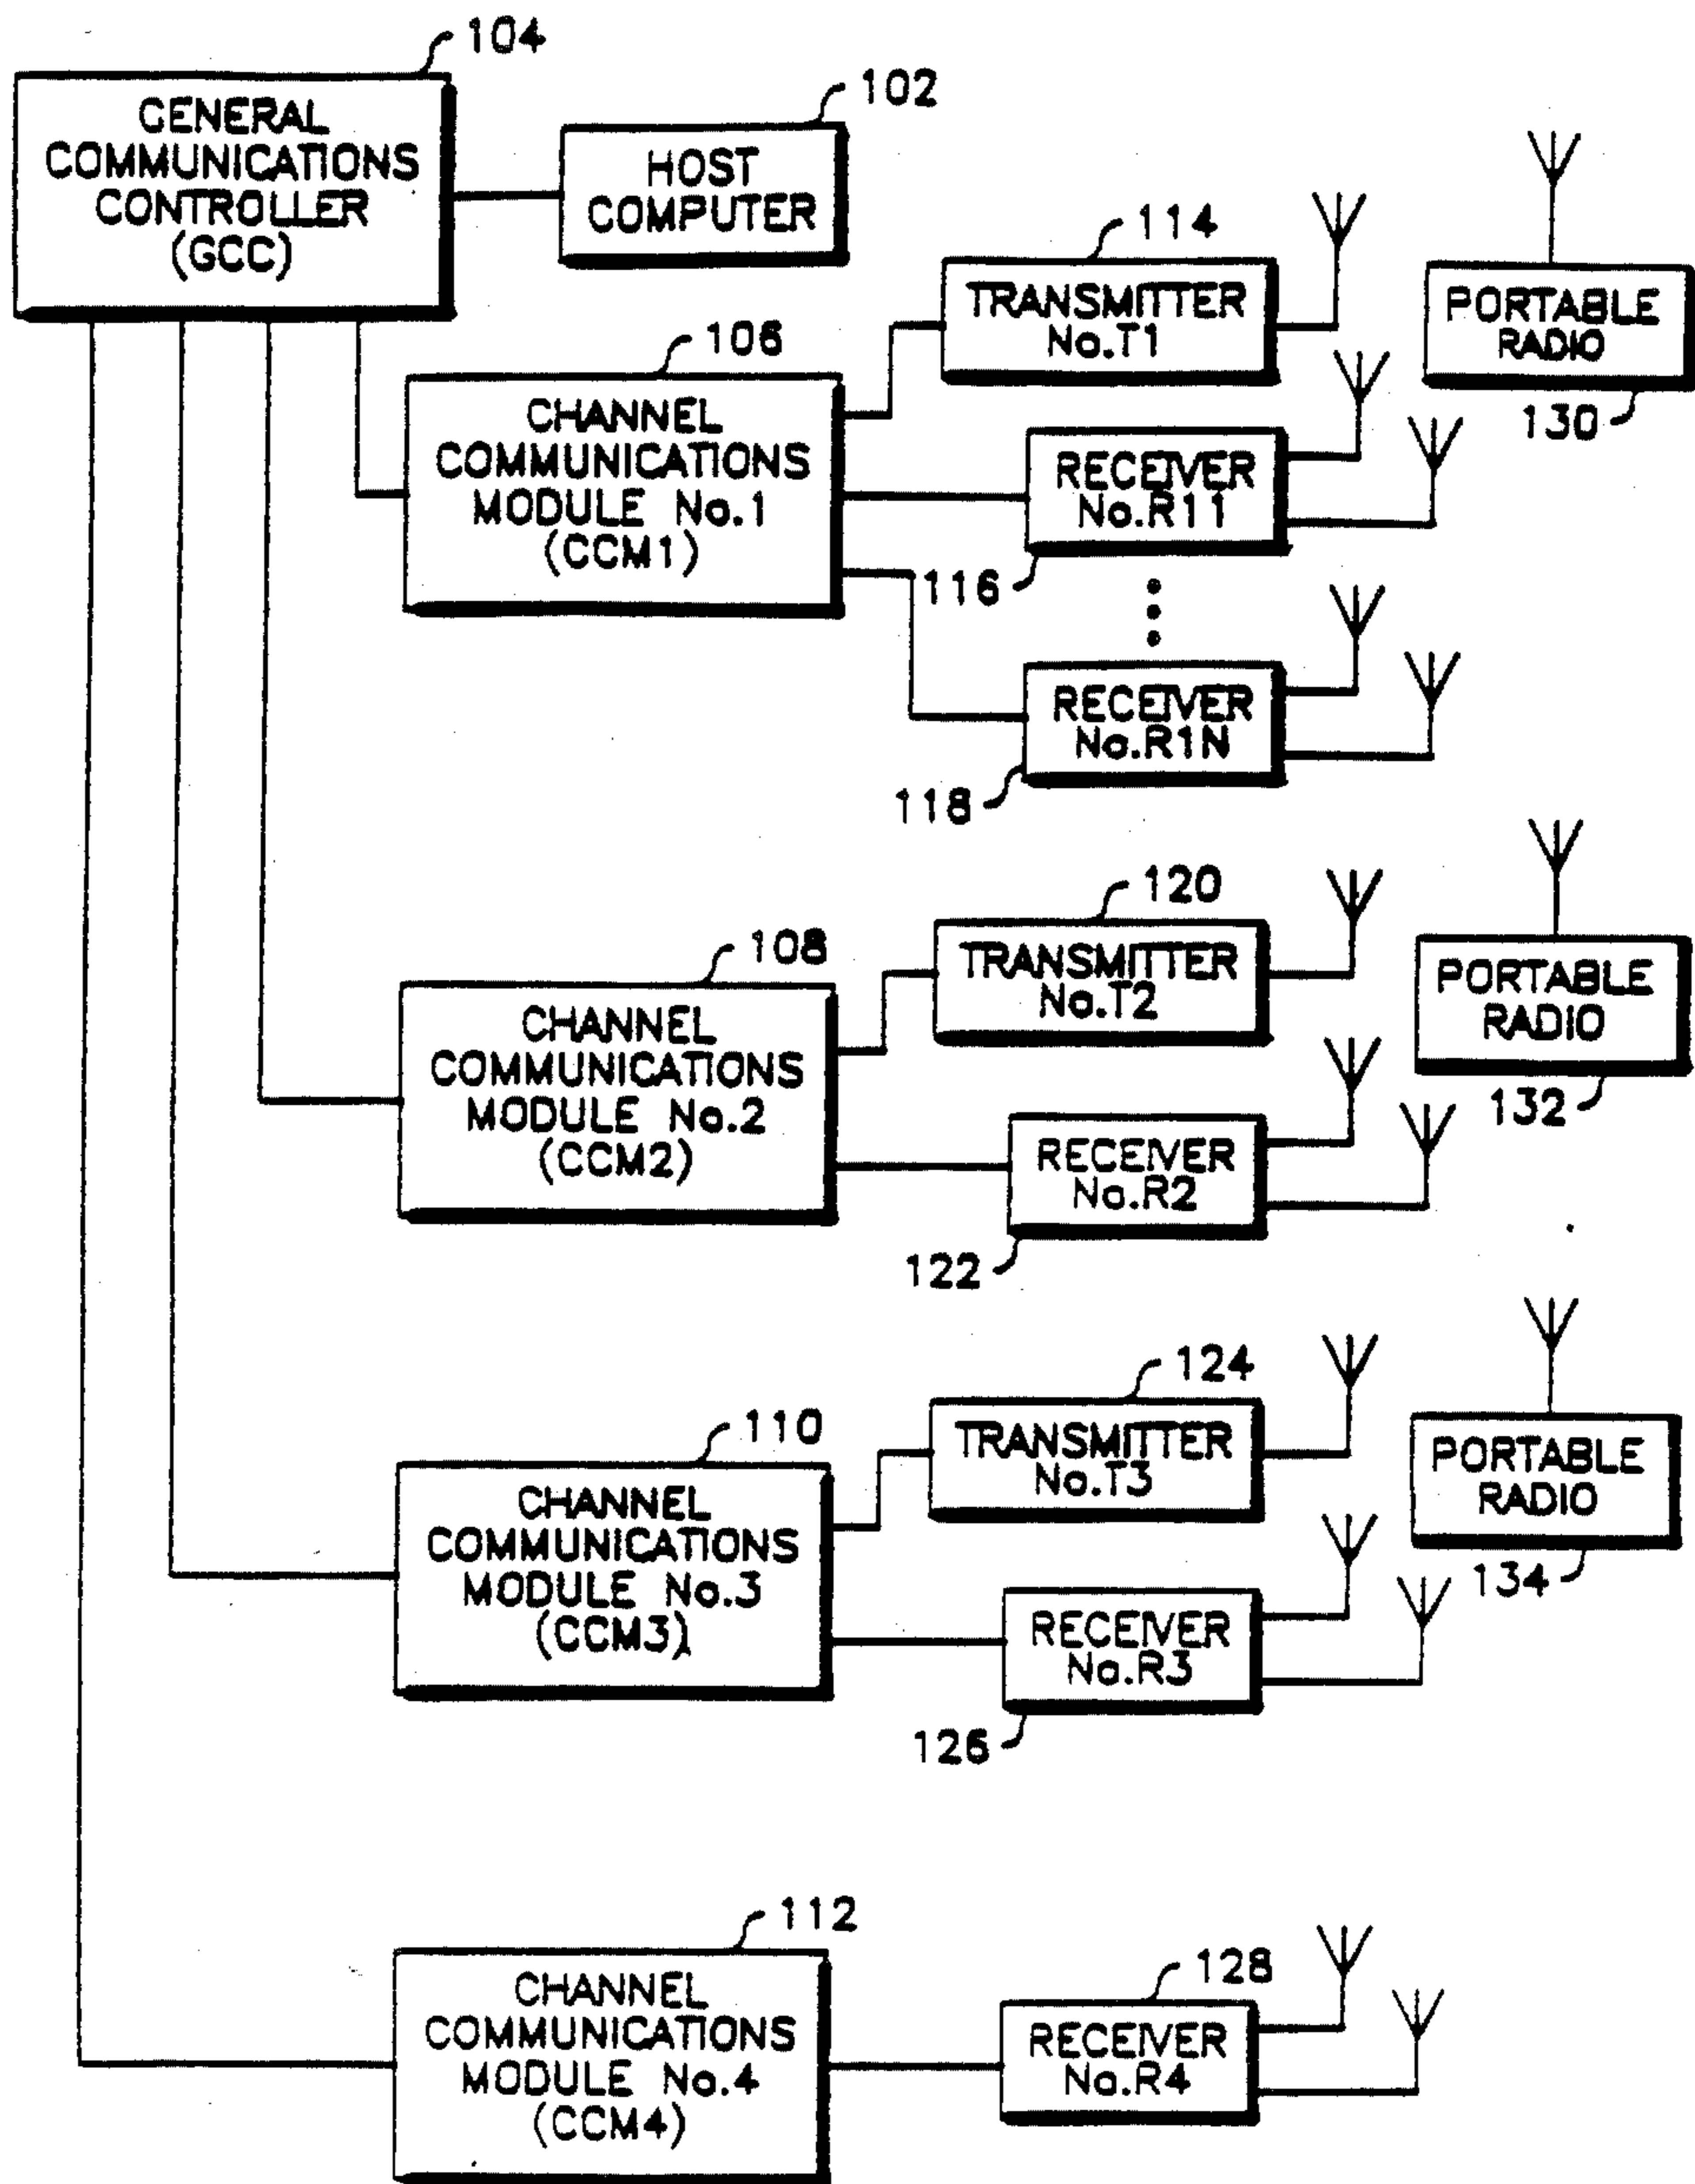 104
GENERAL
COMMUNICATIONS
CONTROLLER
(GCC)
102
HOST
COMPUTER
114
TRANSMITTER
No.T1
PORTABLE
RADIO
130
106
CHANNEL
COMMUNICATIONS
MODULE No.1
(CCM1)
RECEIVER
No.R11
116
RECEIVER
No.R1N
118
120
TRANSMITTER
No.T2
PORTABLE
RADIO
132
108
CHANNEL
COMMUNICATIONS
MODULE No.2
(CCM2)
RECEIVER
No.R2
122
124
TRANSMITTER
No.T3
PORTABLE
RADIO
134
110
CHANNEL
COMMUNICATIONS
MODULE No.3
(CCM3)
RECEIVER
No.R3
126
112
CHANNEL
COMMUNICATIONS
MODULE No.4
(CCM4)
128
RECEIVER
No.R4